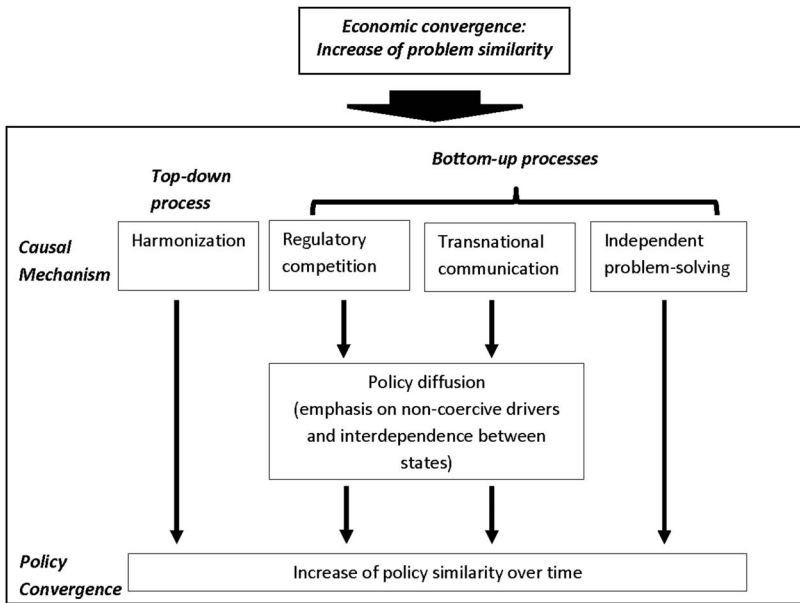 Economic convergence:
Increase of problem similarity
Bottom-up processes
Top-down
process
Causal
Mechanism
Harmonization
Regulatory
competition
Transnational
communication
Independent
problem-solving
Policy diffusion
(emphasis on non-coercive drivers
and interdependence between
states)
Policy
Convergence
Increase of policy similarity over time